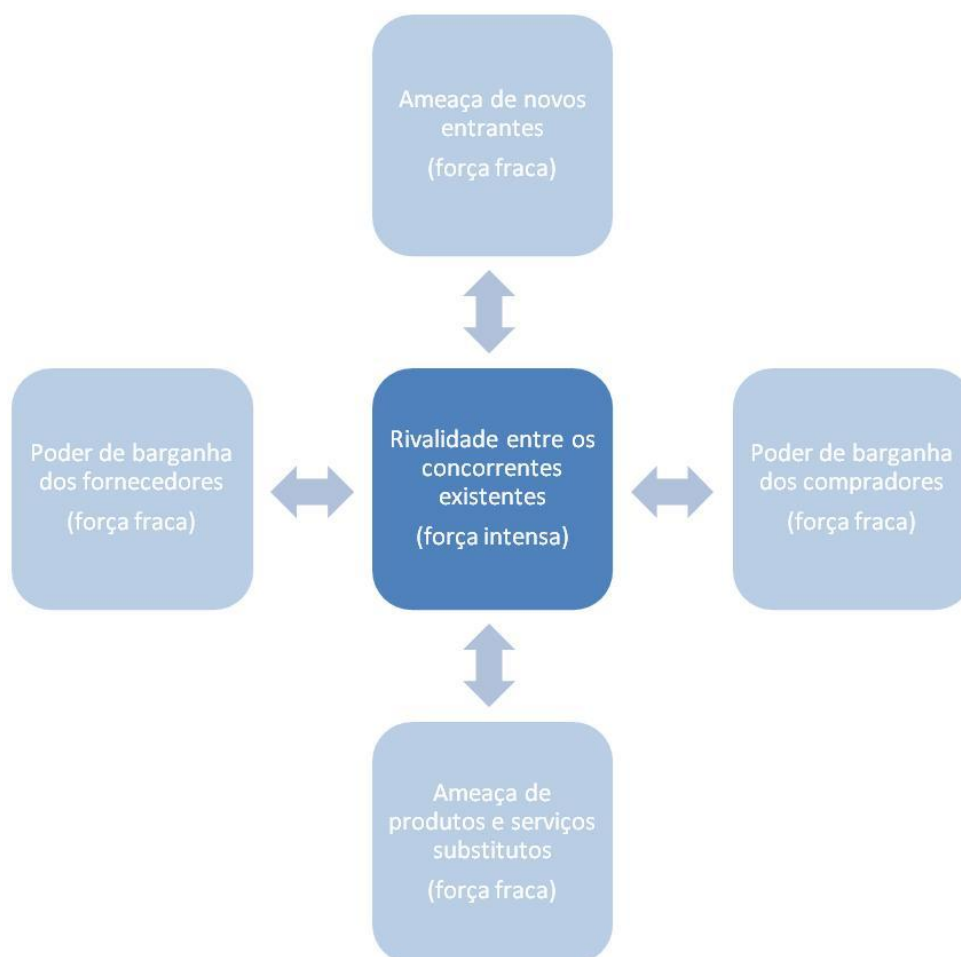 Ameaça de novos
entrantes
(força fraca)
Poder de barganha
dos fornecedores
(força fraca)
Rivalidade entre os
concorrentes
existentes
(força intensa)
Poder de barganha
dos compradores
(força fraca)
Ameaça de
produtos e serviços
substitutos
(força fraca)